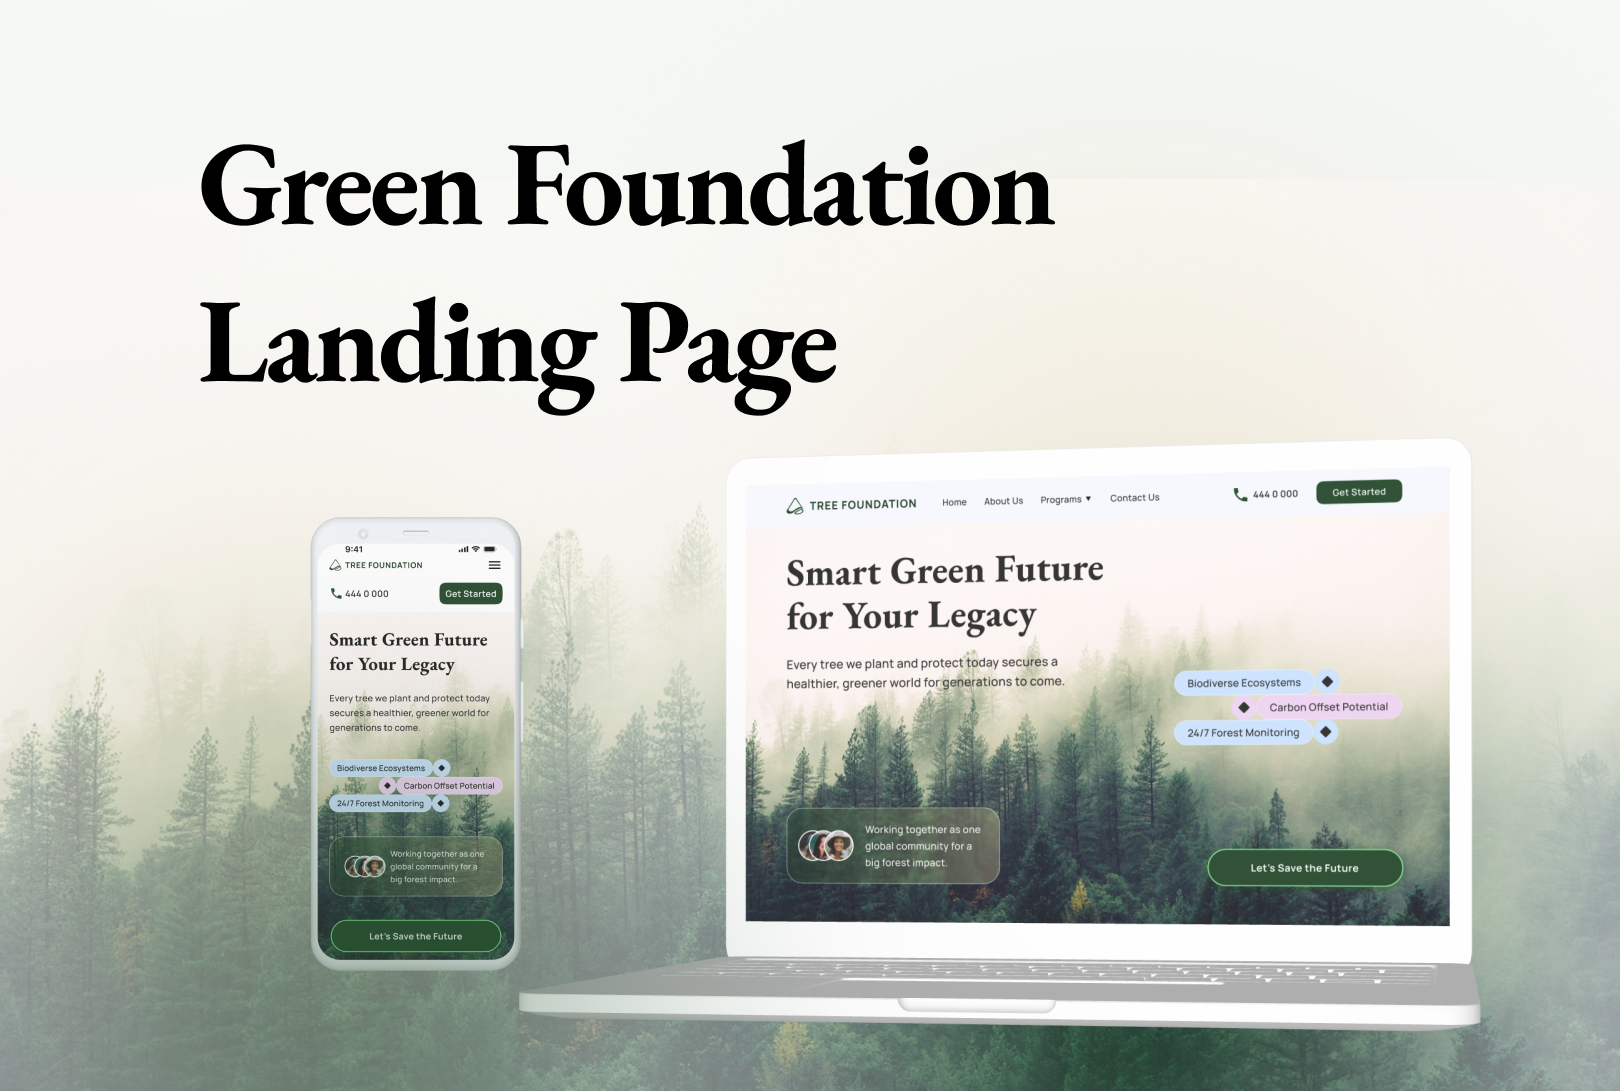 Green Foundation
Landing Page
9:41
TREE FOUNDATION
444 0 000
Get Started
Smart Green Future
for Your Legacy
Every tree we plant and protect today
secures a healthier, greener world for
generations to come.
Biodiverse Ecosystems
Carbon Offset Potential
24/7 Forest Monitoring
Working together as one
global community for a
big forest impact.
Let's Save the Future
TREE FOUNDATION
Home
About Us
Programs
Contact Us
444 0 000
Get Started
Smart Green Future
for Your Legacy
Every tree we plant and protect today secures a
healthier, greener world for generations to come.
Biodiverse Ecosystems
Carbon Offset Potential
24/7 Forest Monitoring
Working together as one
global community for a
big forest impact.
Let's Save the Future